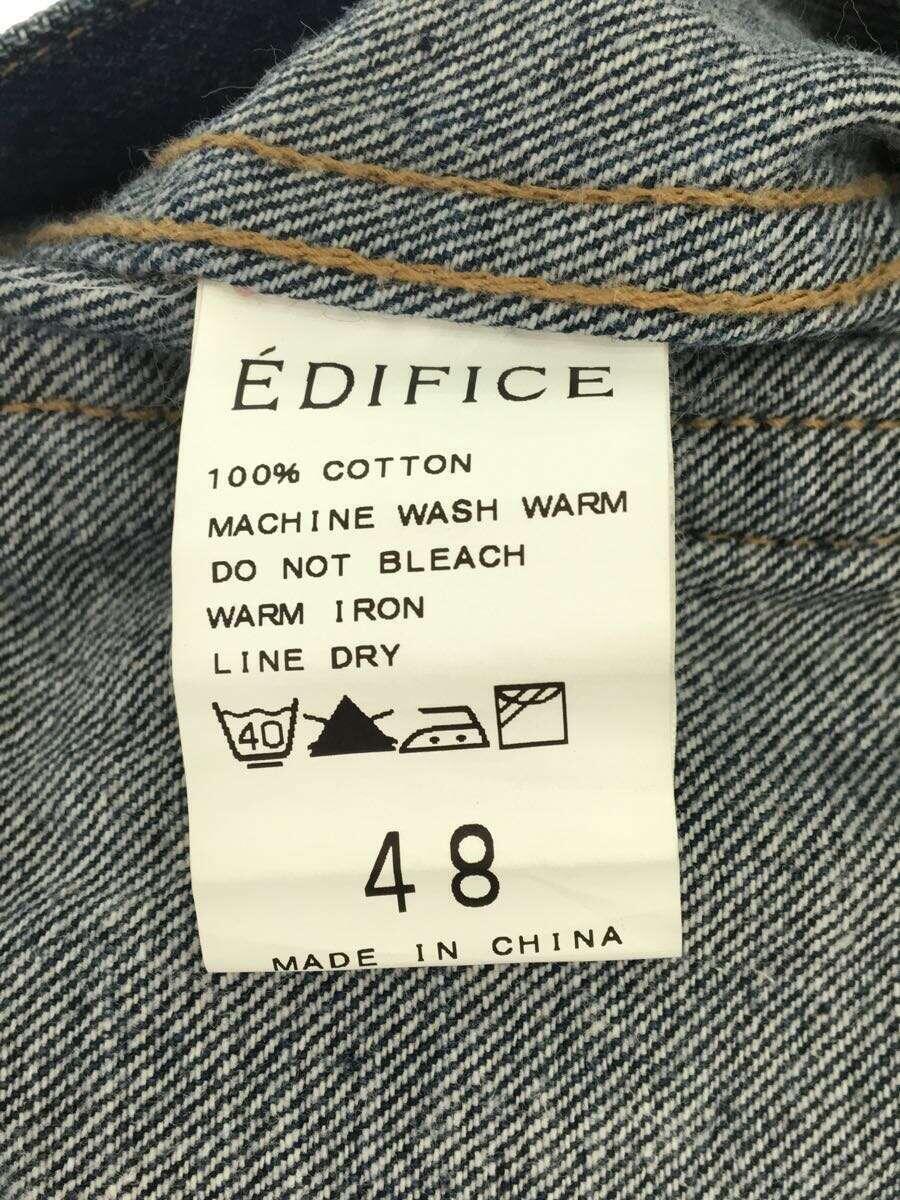 ÉDIFICE
100% COTTON
MACHINE WASH WARM
DO NOT BLEACH
WARM IRON
LINE DRY
40
48
MADE IN CHINA